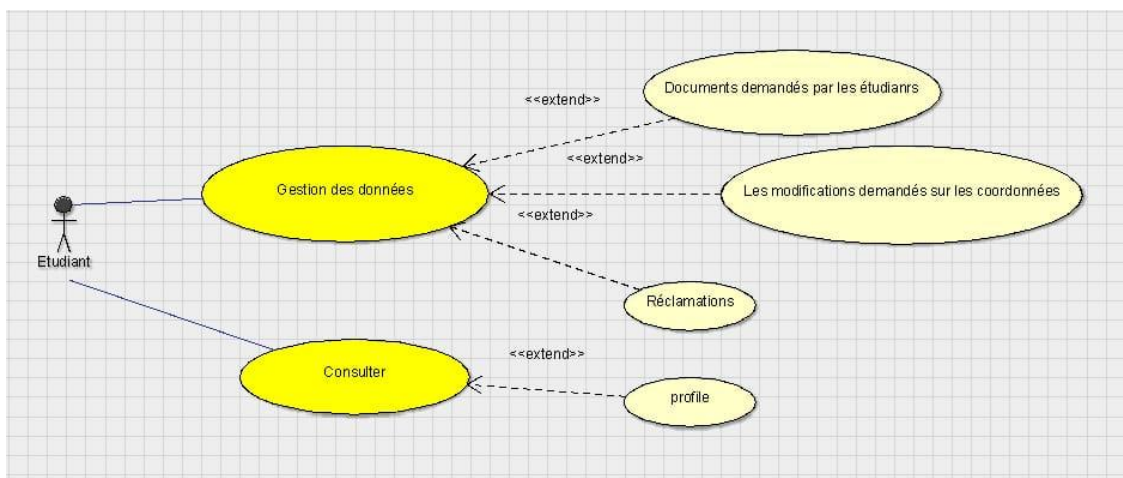 Documents demandés par les étudianrs
<<extend>>
<<extend>>
Gestion des données
Les modifications demandés sur les coordonnées
<<extend>>
Etudiant
Réclamations
<<extend>>
Consulter
profile